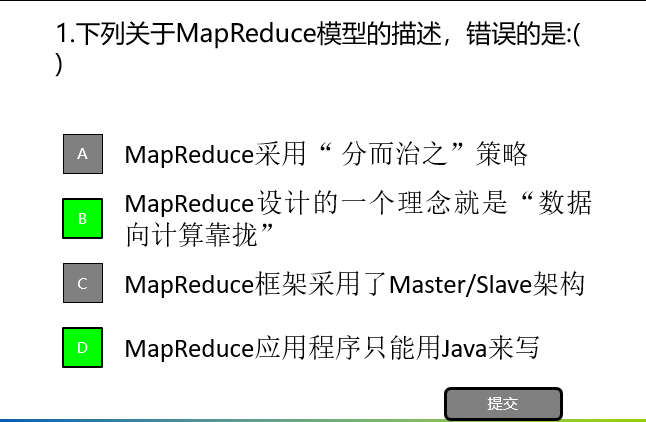 1.下列关于MapReduce模型的描述，错误的是:(
)
A MapReduce采用“ 分而治之”策略
B MapReduce设计的一个理念就是“数据
向计算靠拢”
C MapReduce框架采用了Master/Slave架构
D MapReduce应用程序只能用Java来写
提交